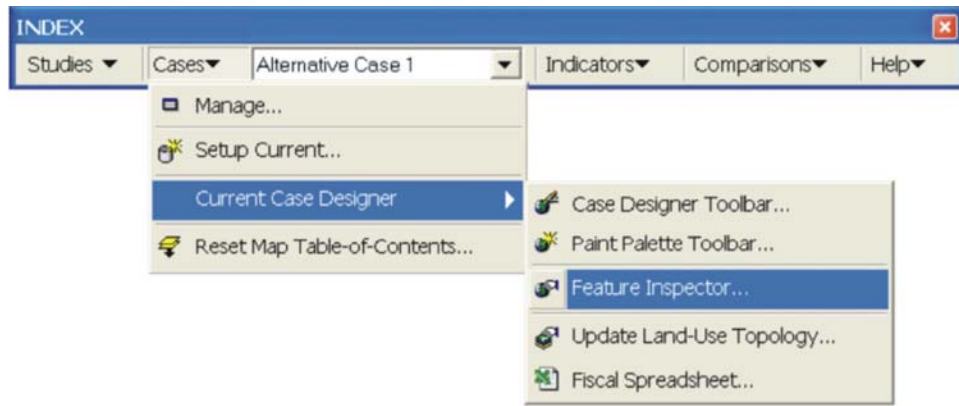 INDEX
Studies Cases Alternative Case 1 Indicators Comparisons Help
Manage...
Setup Current...
Current Case Designer
Case Designer Toolbar...
Paint Palette Toolbar...
Reset Map Table-of-Contents...
Feature Inspector...
Update Land-Use Topology...
Fiscal Spreadsheet...